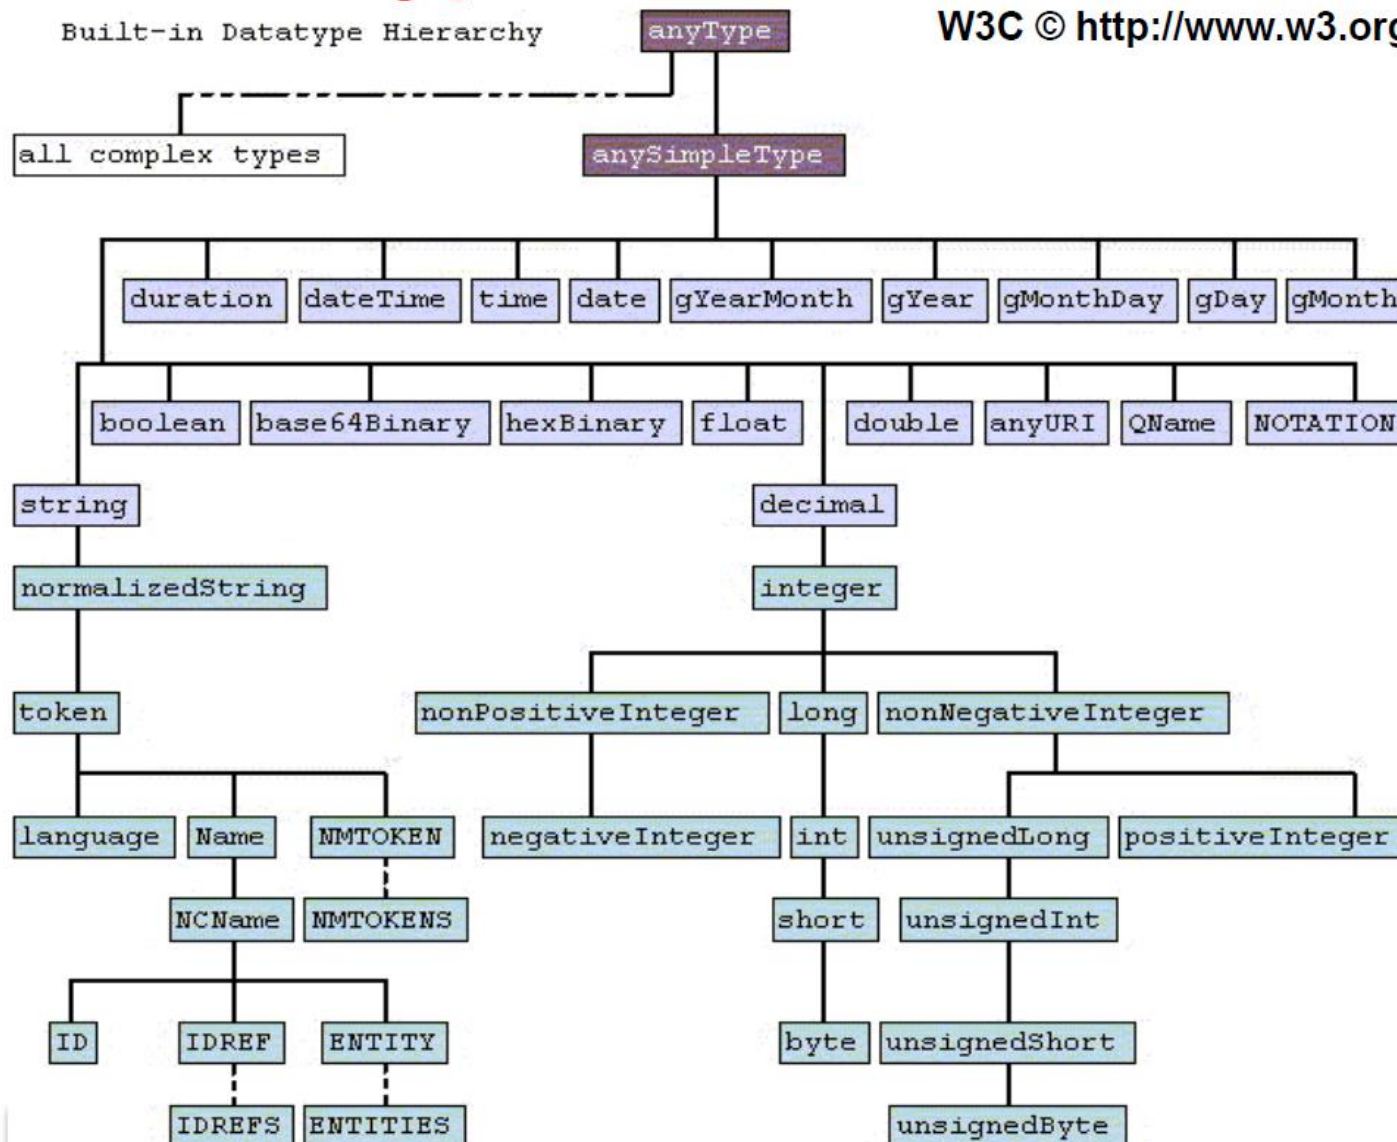 Built-in Datatype Hierarchy
anyType
W3C © http://www.w3.org
all complex types
anySimpleType
duration
dateTime
time
date
gYearMonth
gYear
gMonthDay
gDay
gMonth
boolean
base64Binary
hexBinary
float
double
anyURI
QName
NOTATION
string
decimal
normalizedString
integer
token
nonPositiveInteger
long
nonNegativeInteger
language
Name
NMTOKEN
negativeInteger
int
unsignedLong
positiveInteger
NCName
NMTOKENS
short
unsignedInt
ID
IDREF
ENTITY
byte
unsignedShort
IDREFS
ENTITIES
unsignedByte